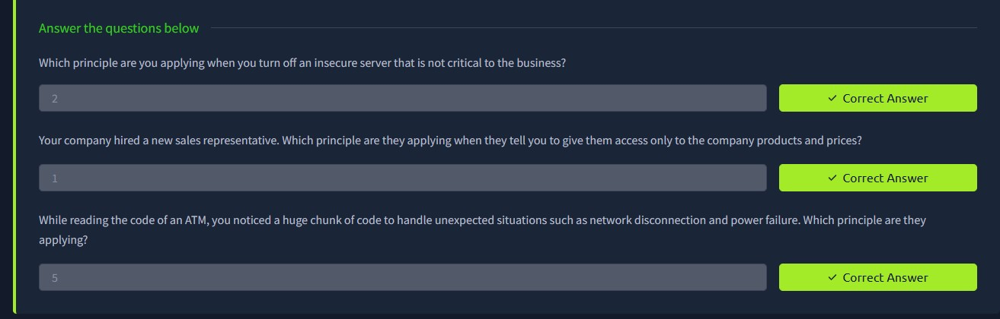 Answer the questions below
Which principle are you applying when you turn off an insecure server that is not critical to the business?
2
✓ Correct Answer
Your company hired a new sales representative. Which principle are they applying when they tell you to give them access only to the company products and prices?
1
✓ Correct Answer
While reading the code of an ATM, you noticed a huge chunk of code to handle unexpected situations such as network disconnection and power failure. Which principle are they
applying?
5
✓ Correct Answer